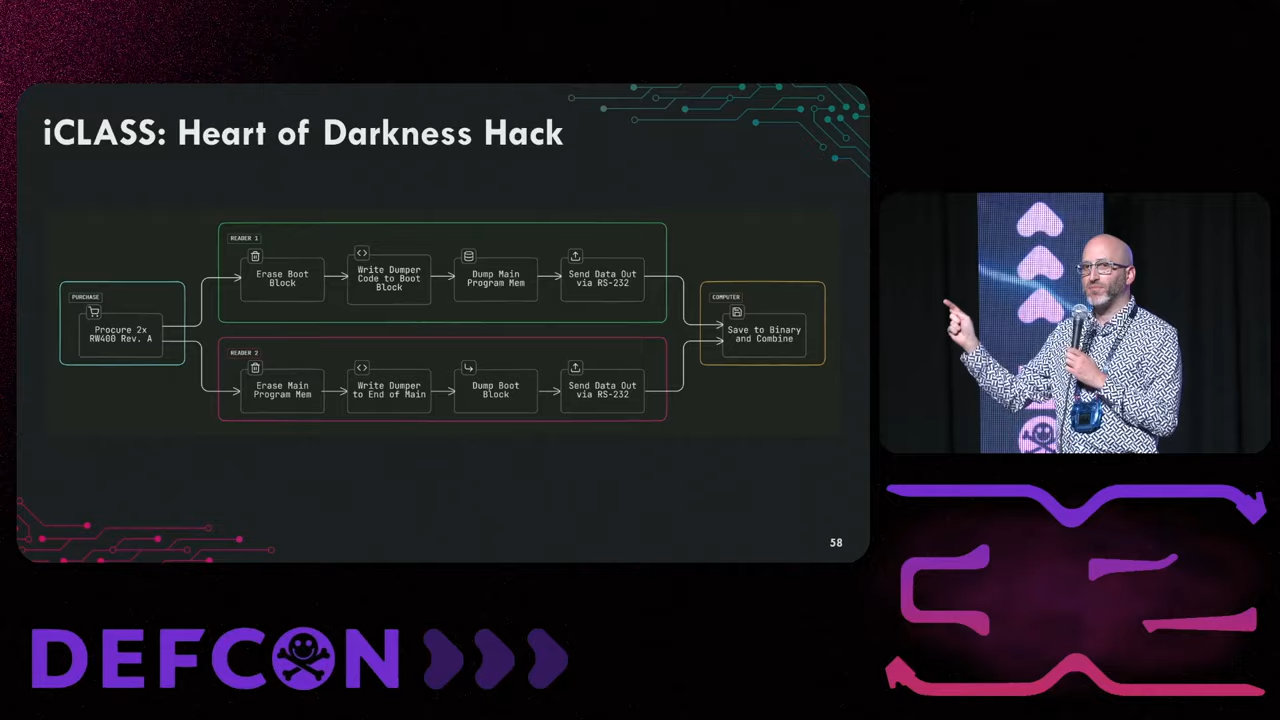 iCLASS: Heart of Darkness Hack
PURCHASE
Procure 2x
RW400 Rev. A
READER 1
Erase Boot
Block
Write Dumper
Code to Boot
Block
Dump Main
Program Mem
Send Data Out
via RS-232
READER 2
Erase Main
Program Mem
Write Dumper
to End of Main
Dump Boot
Block
Send Data Out
via RS-232
COMPUTER
Save to Binary
and Combine
58
DEFCON